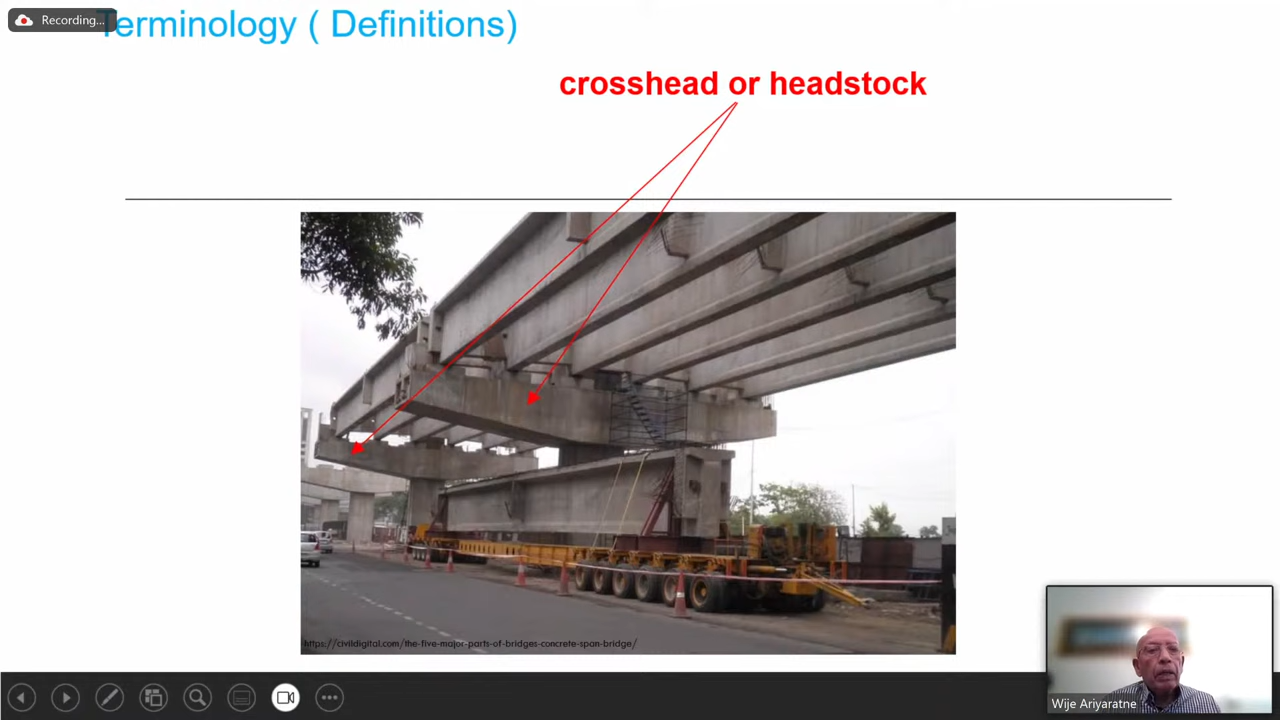 Recording...
Terminology ( Definitions)
crosshead or headstock
https://civildigital.com/the-five-major-parts-of-bridges-concrete-span-bridge/
Wije Ariyaratne